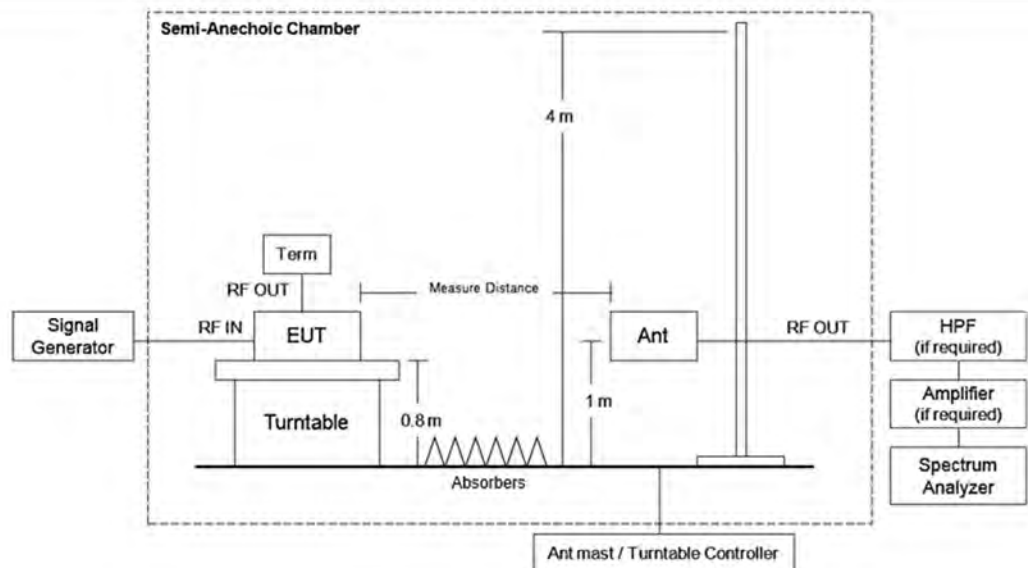 Semi-Anechoic Chamber
4 m
Term
RF OUT
Measure Distance
Signal
Generator
RF IN
EUT
Ant
RF OUT
HPF
(if required)
Turntable
0.8 m
1 m
Amplifier
(if required)
Absorbers
Spectrum
Analyzer
Ant mast / Turntable Controller